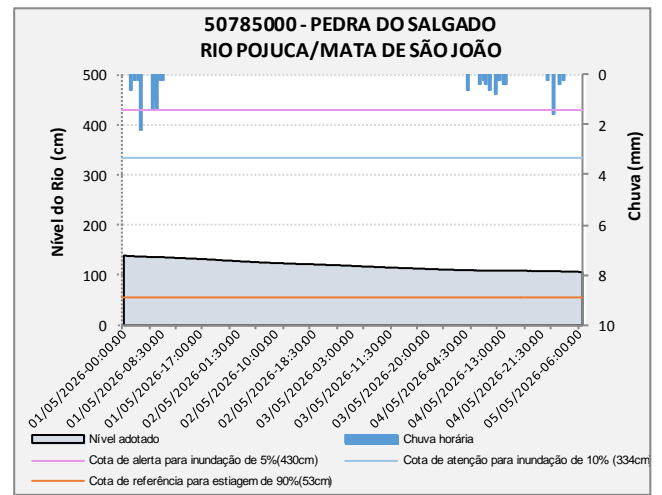 50785000 - PEDRA DO SALGADO
RIO POJUCA/MATA DE SÃO JOÃO
Nível do Rio (cm)
500
400
300
200
100
0
Chuva (mm)
0
2
4
6
8
10
01/05/2026-00:00:00
01/05/2026-08:30:00
01/05/2026-17:00:00
02/05/2026-01:30:00
02/05/2026-10:00:00
02/05/2026-18:30:00
03/05/2026-03:00:00
03/05/2026-11:30:00
03/05/2026-20:00:00
04/05/2026-04:30:00
04/05/2026-13:00:00
04/05/2026-21:30:00
05/05/2026-06:00:00
Nível adotado
Chuva horária
Cota de alerta para inundação de 5%(430cm)
Cota de atenção para inundação de 10% (334cm
Cota de referência para estiagem de 90%(53cm)